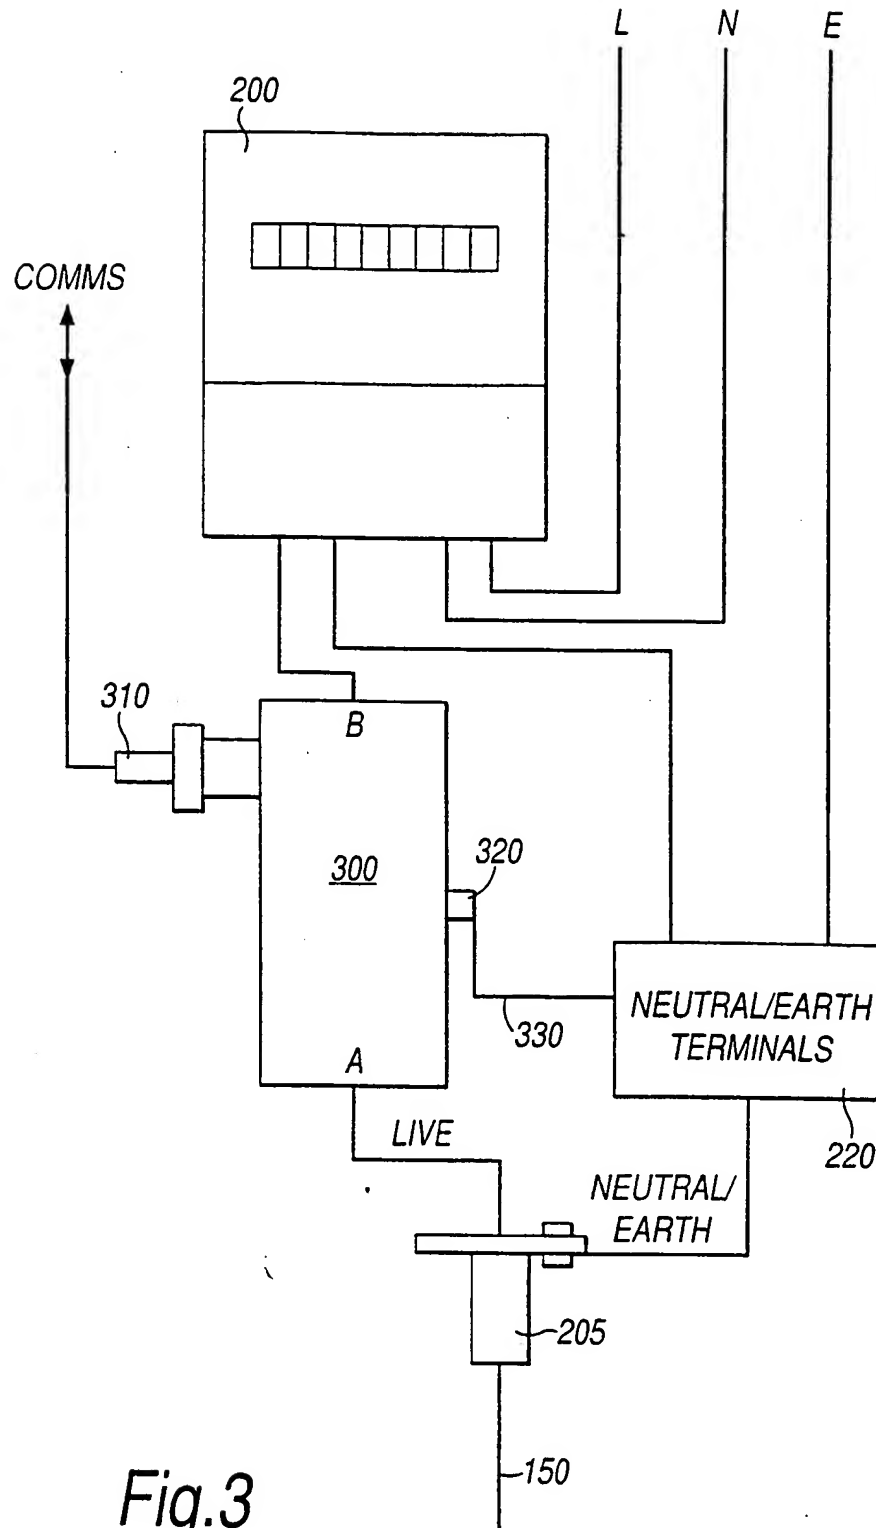 L N E
200
COMMS
310
B
300
320
NEUTRAL/EARTH
TERMINALS
330
A
220
LIVE
NEUTRAL/
EARTH
205
150
Fig.3